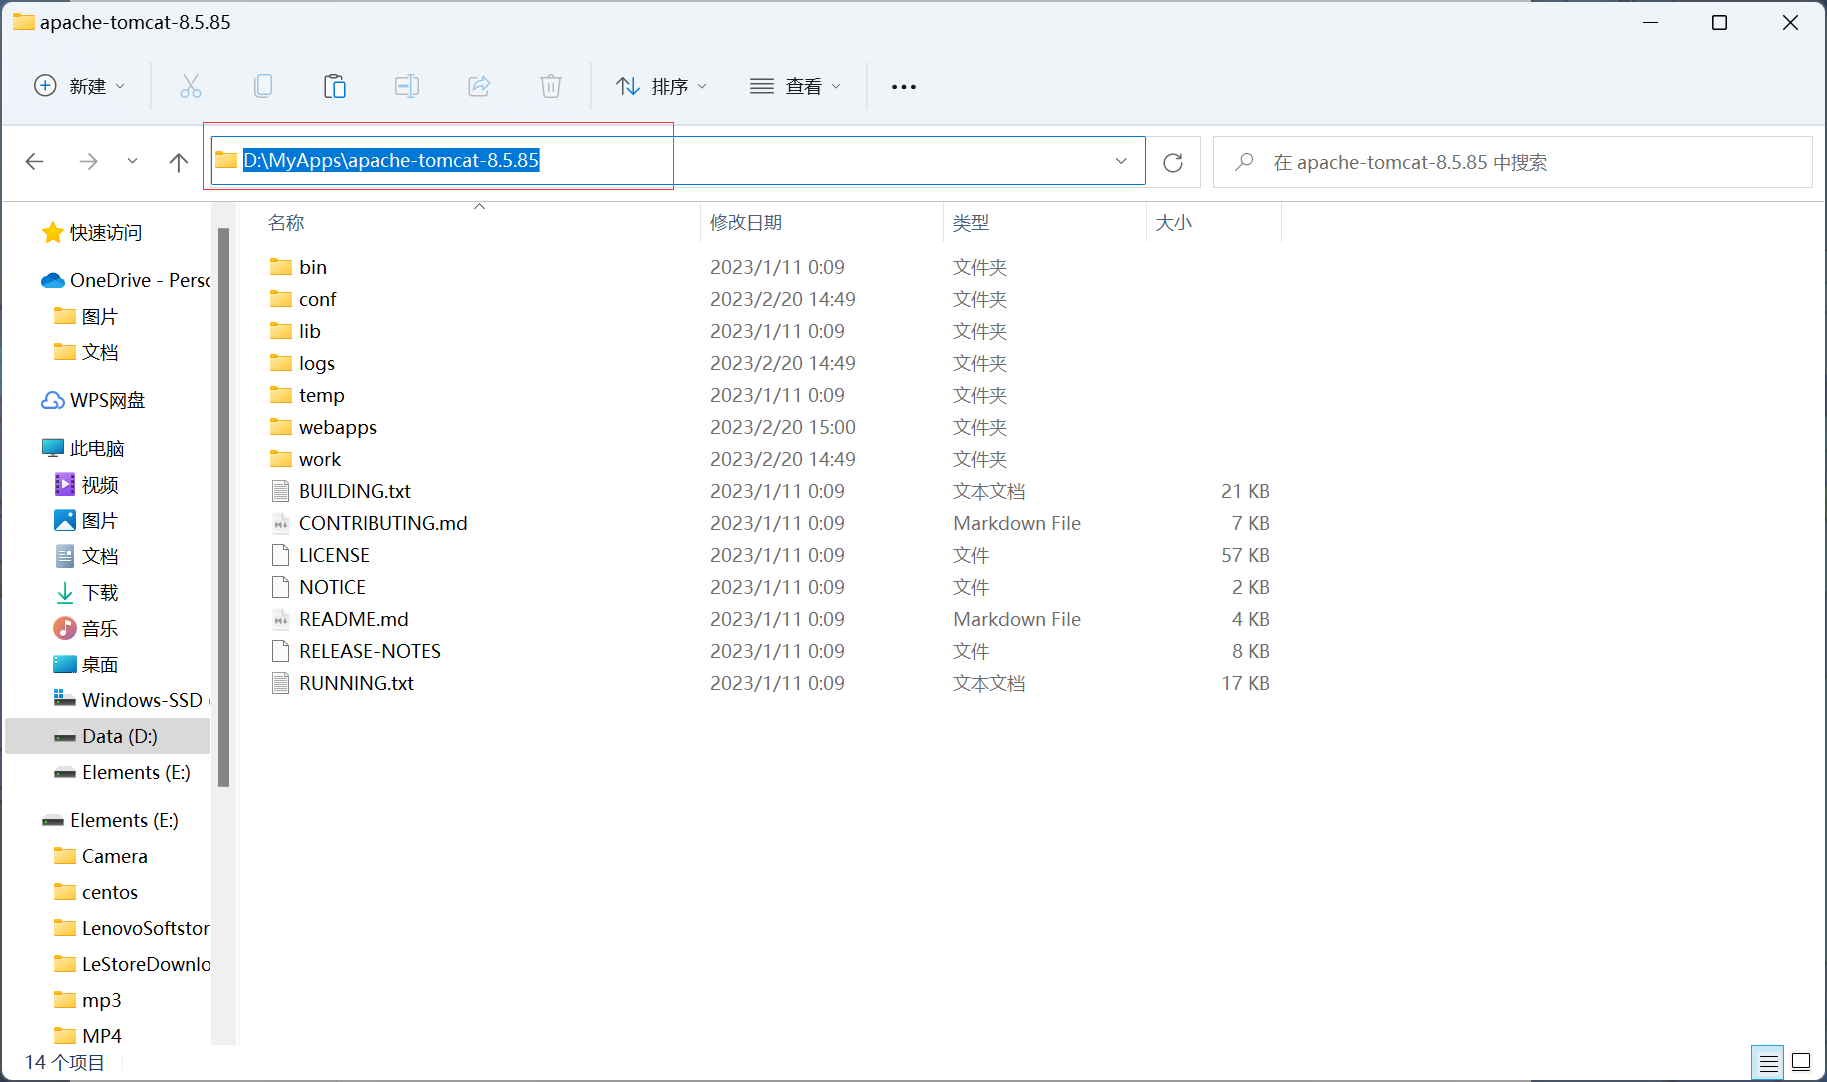 apache-tomcat-8.5.85
新建
排序
查看
D:\MyApps\apache-tomcat-8.5.85
在 apache-tomcat-8.5.85 中搜索
快速访问
OneDrive - Perso
图片
文档
WPS网盘
此电脑
视频
图片
文档
下载
音乐
桌面
Windows-SSD (
Data (D:)
Elements (E:)
Elements (E:)
Camera
centos
LenovoSoftstor
LeStoreDownlo
mp3
MP4
名称 修改日期 类型 大小
bin 2023/1/11 0:09 文件夹
conf 2023/2/20 14:49 文件夹
lib 2023/1/11 0:09 文件夹
logs 2023/2/20 14:49 文件夹
temp 2023/1/11 0:09 文件夹
webapps 2023/2/20 15:00 文件夹
work 2023/2/20 14:49 文件夹
BUILDING.txt 2023/1/11 0:09 文本文档 21 KB
CONTRIBUTING.md 2023/1/11 0:09 Markdown File 7 KB
LICENSE 2023/1/11 0:09 文件 57 KB
NOTICE 2023/1/11 0:09 文件 2 KB
README.md 2023/1/11 0:09 Markdown File 4 KB
RELEASE-NOTES 2023/1/11 0:09 文件 8 KB
RUNNING.txt 2023/1/11 0:09 文本文档 17 KB
14 个项目